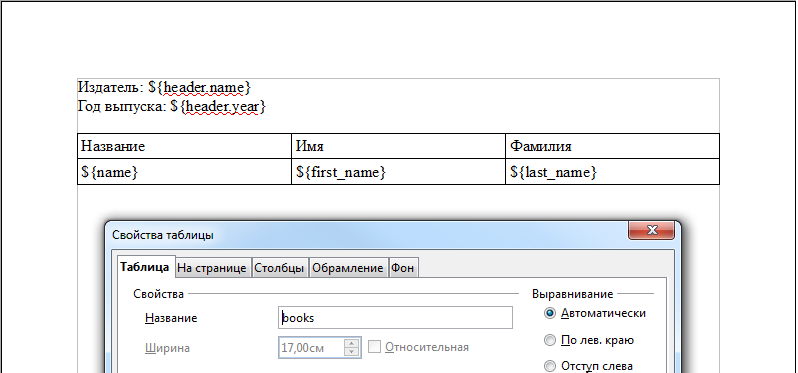 Издатель: ${header.name}
Год выпуска: ${header.year}
Название Имя Фамилия
${name} ${first_name} ${last_name}
Свойства таблицы
Таблица На странице Столбцы Обрамление Фон
Свойства Выравнивание
Название books Автоматически
Ширина 17,00см Относительная По лев. краю
Отступ слева